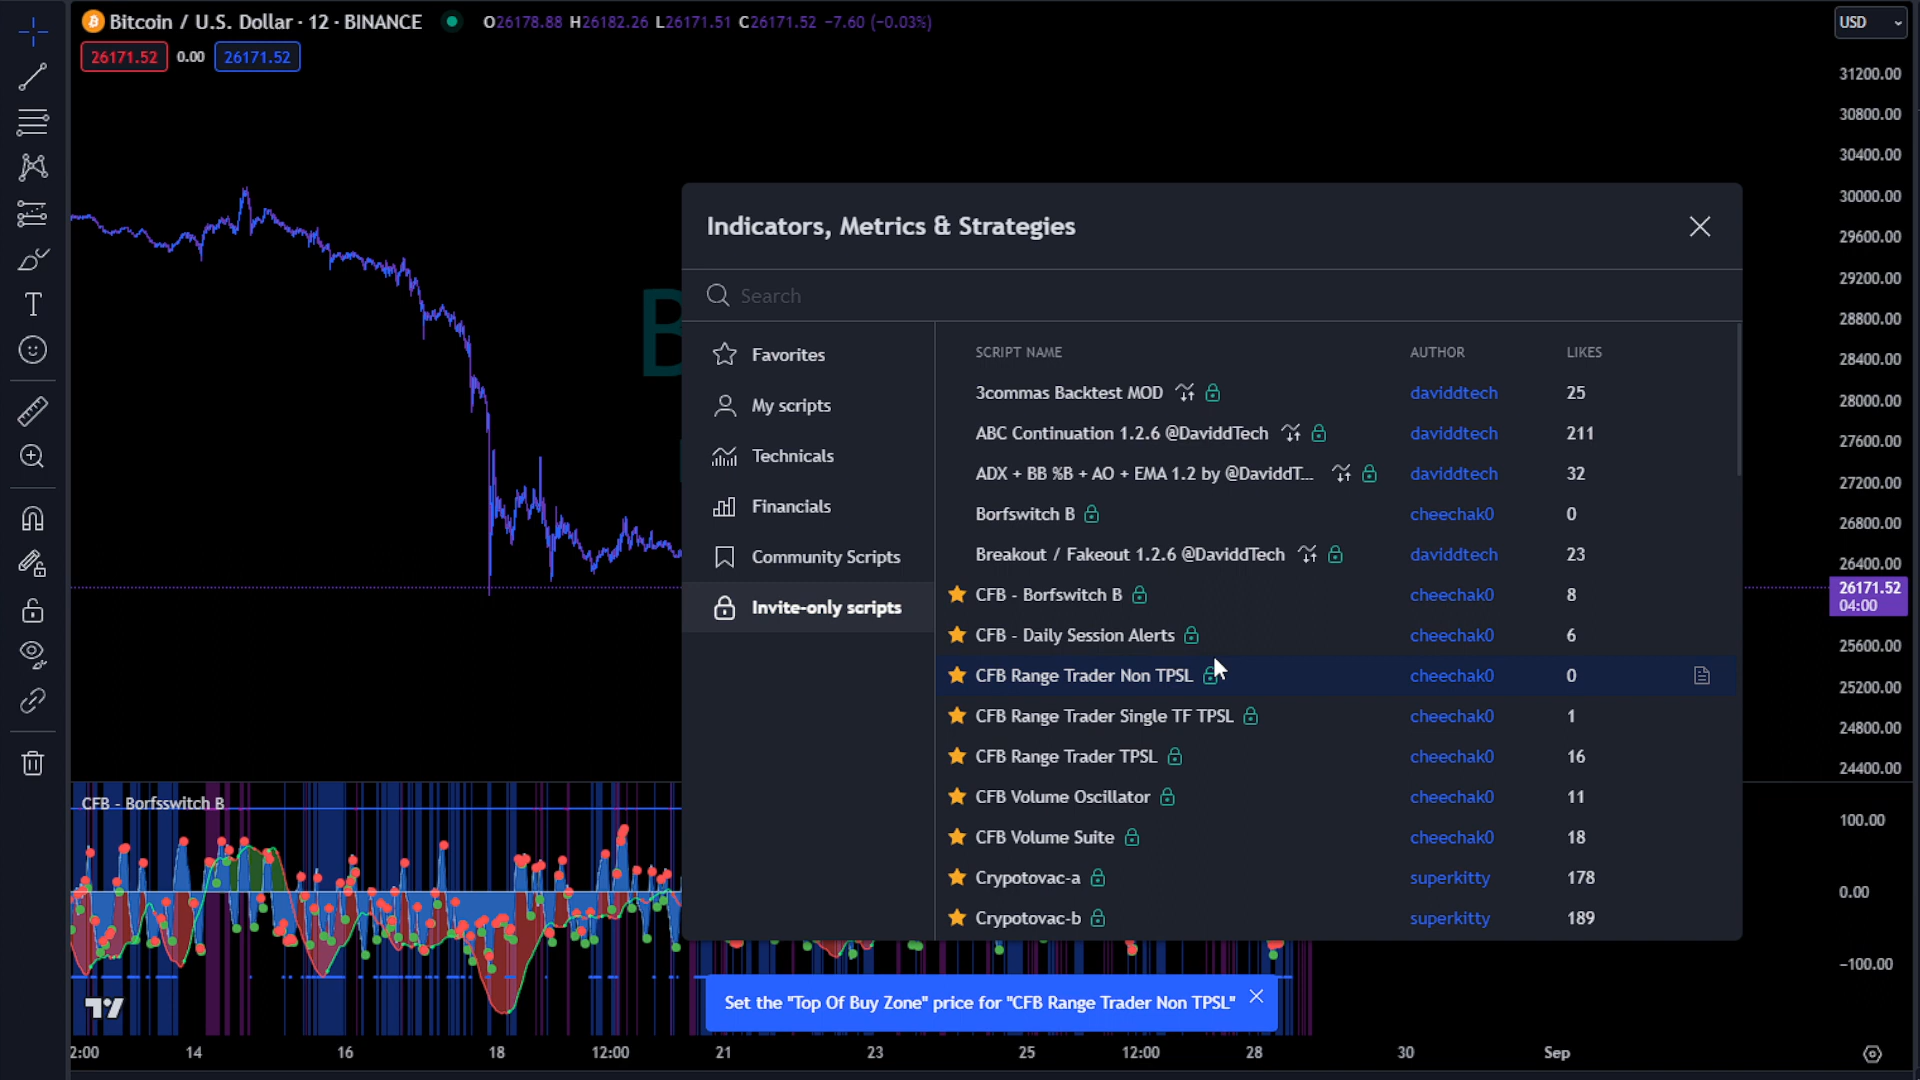 Bitcoin / U.S. Dollar · 12 · BINANCE O26178.88 H26182.26 L26171.51 C26171.52 −7.60 (−0.03%)
USD
26171.52 0.00 26171.52
31200.00
30800.00
30400.00
30000.00
29600.00
29200.00
28800.00
28400.00
28000.00
27600.00
27200.00
26800.00
26400.00
26171.52
04:00
25600.00
25200.00
24800.00
24400.00
100.00
0.00
−100.00
B
Indicators, Metrics & Strategies
Search
Favorites
My scripts
Technicals
Financials
Community Scripts
Invite-only scripts
SCRIPT NAME AUTHOR LIKES
3commas Backtest MOD daviddtech 25
ABC Continuation 1.2.6 @DaviddTech daviddtech 211
ADX + BB %B + AO + EMA 1.2 by @DaviddT... daviddtech 32
Borfswitch B cheechak0 0
Breakout / Fakeout 1.2.6 @DaviddTech daviddtech 23
CFB - Borfswitch B cheechak0 8
CFB - Daily Session Alerts cheechak0 6
CFB Range Trader Non TPSL cheechak0 0
CFB Range Trader Single TF TPSL cheechak0 1
CFB Range Trader TPSL cheechak0 16
CFB Volume Oscillator cheechak0 11
CFB Volume Suite cheechak0 18
Crypotovac-a superkitty 178
Crypotovac-b superkitty 189
CFB - Borfsswitch B
Set the "Top Of Buy Zone" price for "CFB Range Trader Non TPSL"
2:00 14 16 18 12:00 21 23 25 12:00 28 30 Sep